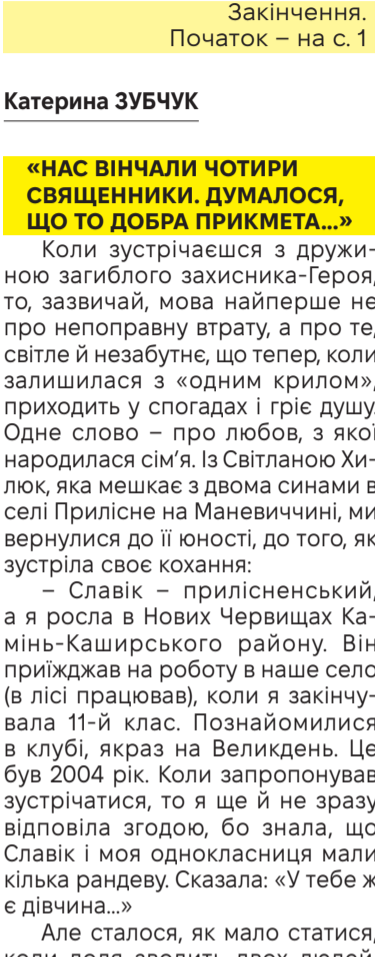 Закінчення.
Початок – на с. 1
Катерина ЗУБЧУК
«НАС ВІНЧАЛИ ЧОТИРИ
СВЯЩЕННИКИ. ДУМАЛОСЯ,
ЩО ТО ДОБРА ПРИКМЕТА...»
Коли зустрічаєшся з дружи-
ною загиблого захисника-Героя,
то, зазвичай, мова найперше не
про непоправну втрату, а про те,
світле й незабутнє, що тепер, коли
залишилася з «одним крилом»,
приходить у спогадах і гріє душу.
Одне слово – про любов, з якої
народилася сім’я. Із Світланою Хи-
люк, яка мешкає з двома синами в
селі Прилісне на Маневиччині, ми
вернулися до її юності, до того, як
зустріла своє кохання:
– Славік – прилісненський,
а я росла в Нових Червищах Ка-
мінь-Каширського району. Він
приїжджав на роботу в наше село
(в лісі працював), коли я закінчу-
вала 11-й клас. Познайомилися
в клубі, якраз на Великдень. Це
був 2004 рік. Коли запропонував
зустрічатися, то я ще й не зразу
відповіла згодою, бо знала, що
Славік і моя однокласниця мали
кілька рандеву. Сказала: «У тебе ж
є дівчина...»
Але сталося, як мало статися,
коли доля зводить двох людей